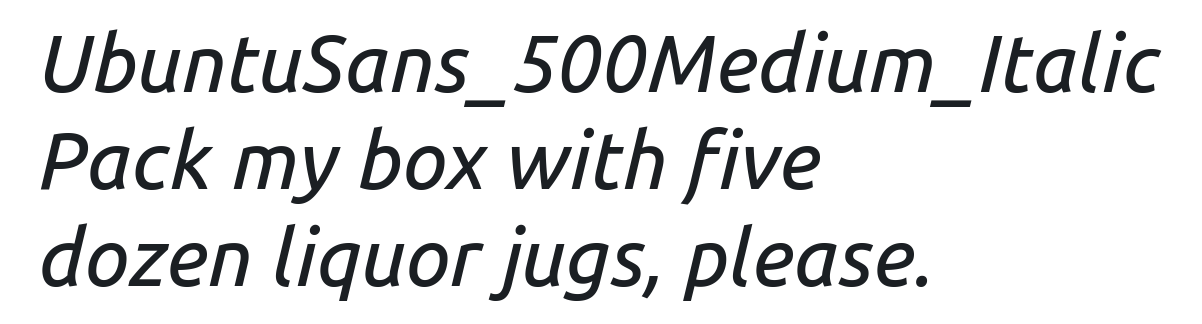 UbuntuSans_500Medium_Italic
Pack my box with five
dozen liquor jugs, please.